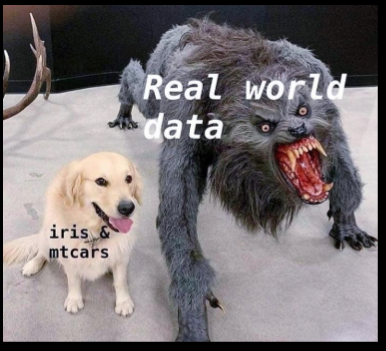 Real world
data
iris &
mtcars